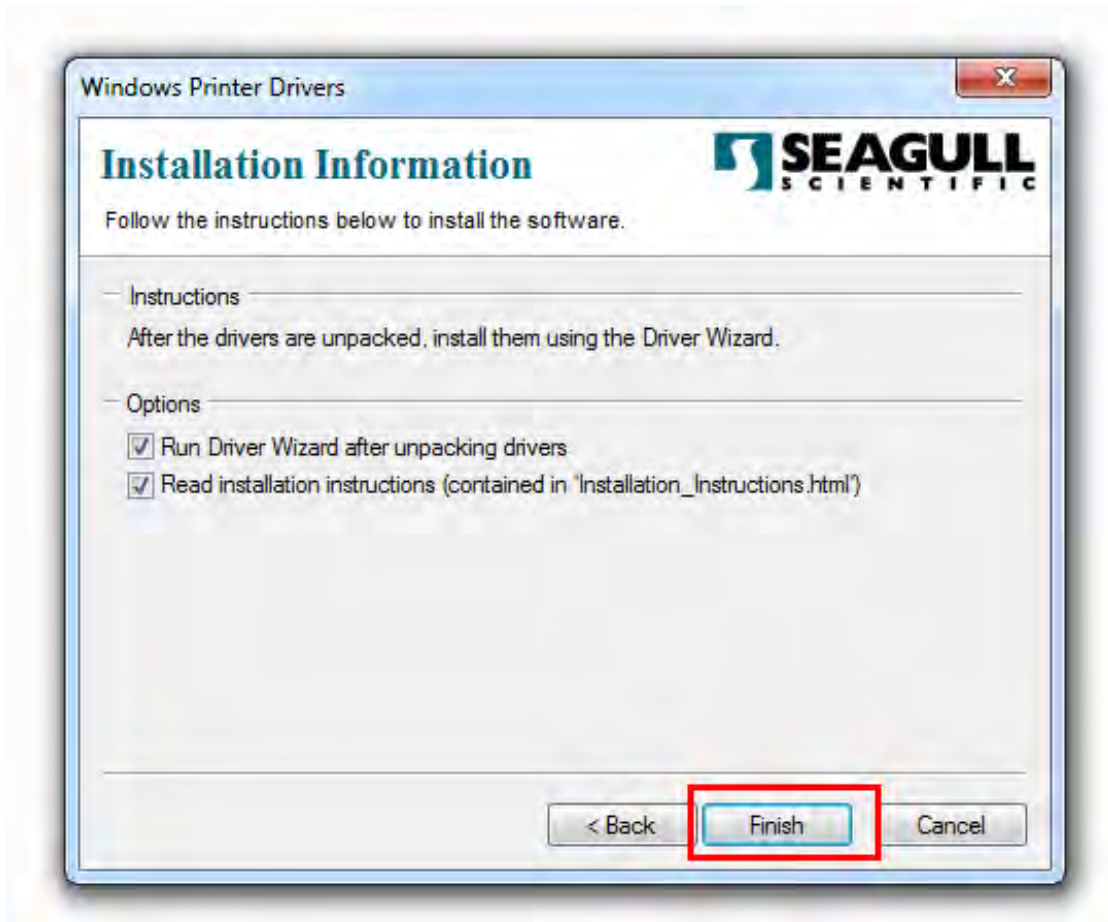 Windows Printer Drivers
Installation Information
SEAGULL
SCIENTIFIC
Follow the instructions below to install the software.
Instructions
After the drivers are unpacked, install them using the Driver Wizard.
Options
Run Driver Wizard after unpacking drivers
Read installation instructions (contained in 'Installation_Instructions.html')
< Back Finish Cancel